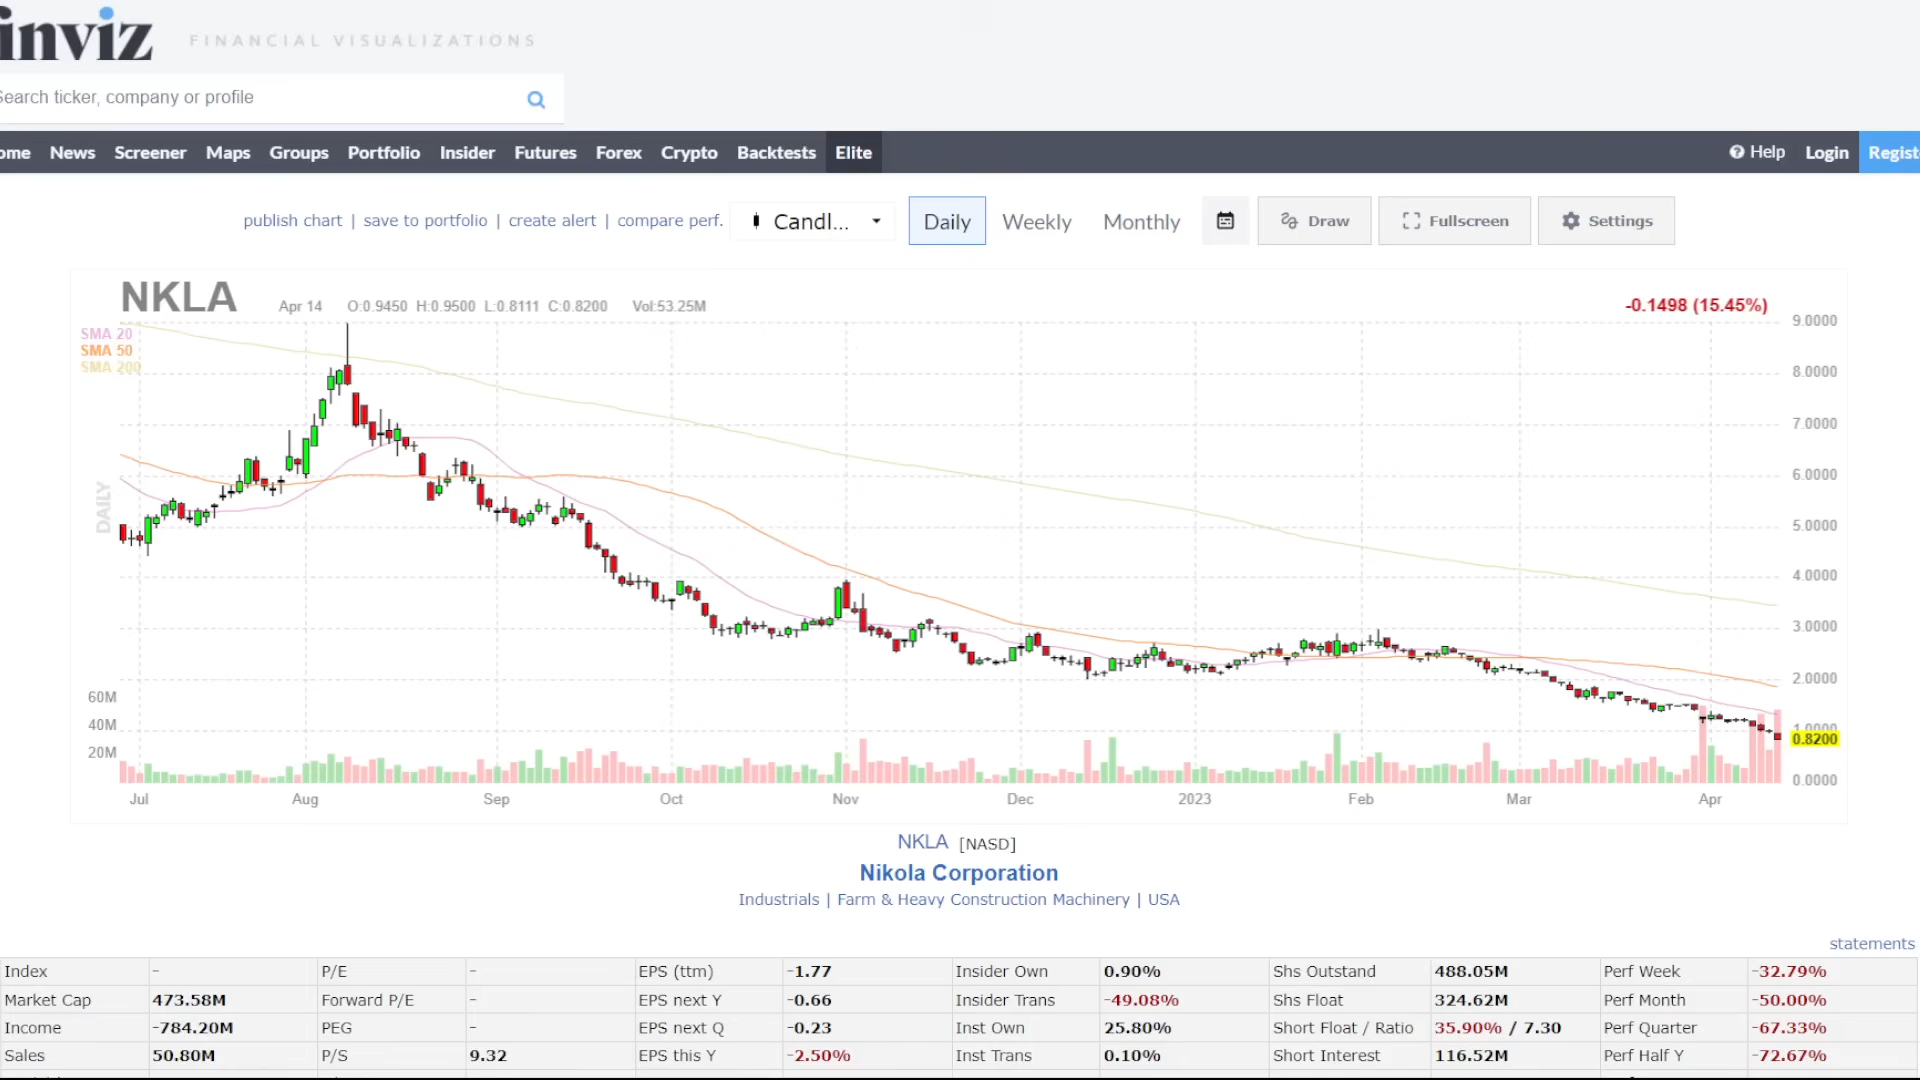 inviz FINANCIAL VISUALIZATIONS
Search ticker, company or profile
ome News Screener Maps Groups Portfolio Insider Futures Forex Crypto Backtests Elite Help Login Regist
publish chart | save to portfolio | create alert | compare perf. Candl... Daily Weekly Monthly Draw Fullscreen Settings
NKLA Apr 14 O:0.9450 H:0.9500 L:0.8111 C:0.8200 Vol:53.25M -0.1498 (15.45%)
SMA 20
SMA 50
SMA 200
DAILY
9.0000
8.0000
7.0000
6.0000
5.0000
4.0000
3.0000
2.0000
1.0000
0.8200
0.0000
60M
40M
20M
Jul Aug Sep Oct Nov Dec 2023 Feb Mar Apr
NKLA [NASD]
Nikola Corporation
Industrials | Farm & Heavy Construction Machinery | USA
statements
Index - P/E - EPS (ttm) -1.77 Insider Own 0.90% Shs Outstand 488.05M Perf Week -32.79%
Market Cap 473.58M Forward P/E - EPS next Y -0.66 Insider Trans -49.08% Shs Float 324.62M Perf Month -50.00%
Income -784.20M PEG - EPS next Q -0.23 Inst Own 25.80% Short Float / Ratio 35.90% / 7.30 Perf Quarter -67.33%
Sales 50.80M P/S 9.32 EPS this Y -2.50% Inst Trans 0.10% Short Interest 116.52M Perf Half Y -72.67%